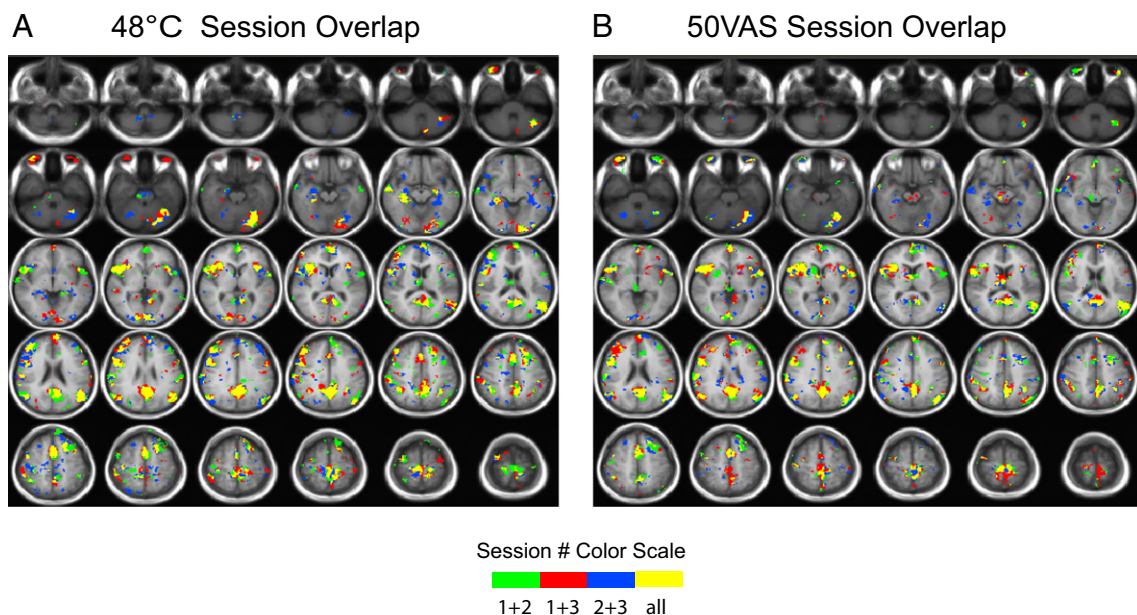 A 48°C Session Overlap
B 50VAS Session Overlap
Session # Color Scale
1+2 1+3 2+3 all